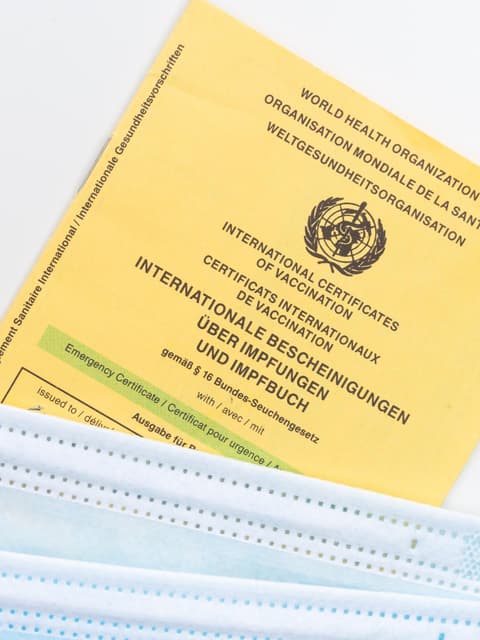 WORLD HEALTH ORGANIZATION
ORGANISATION MONDIALE DE LA
WELTGESUNDHEITSORGANISATION
INTERNATIONAL CERTIFICATES
OF VACCINATION
CERTIFICATS INTERNATIONAUX
DE VACCINATION
INTERNATIONALE BESCHEINIGUNGEN
ÜBER IMPFUNGEN
UND IMPFBUCH
gemäß § 16 Bundes-Seuchengesetz
with / avec / mit
Emergency Certificate / Certificat pour urgence /
issued to /
Ausgabe für
Sanitaire International / Internationale Gesundheitsvorschriften